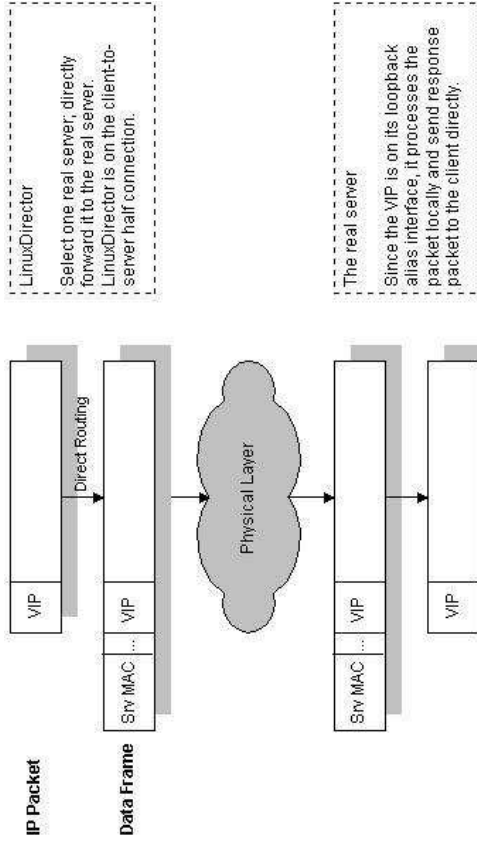 IP Packet
VIP
LinuxDirector
Direct Routing
Select one real server, directly
forward it to the real server.
LinuxDirector is on the client-to-
server half connection.
Data Frame
Srv MAC
...
VIP
Physical Layer
Srv MAC
...
VIP
The real server
Since the VIP is on its loopback
alias interface, it processes the
packet locally and send response
packet to the client directly.
VIP